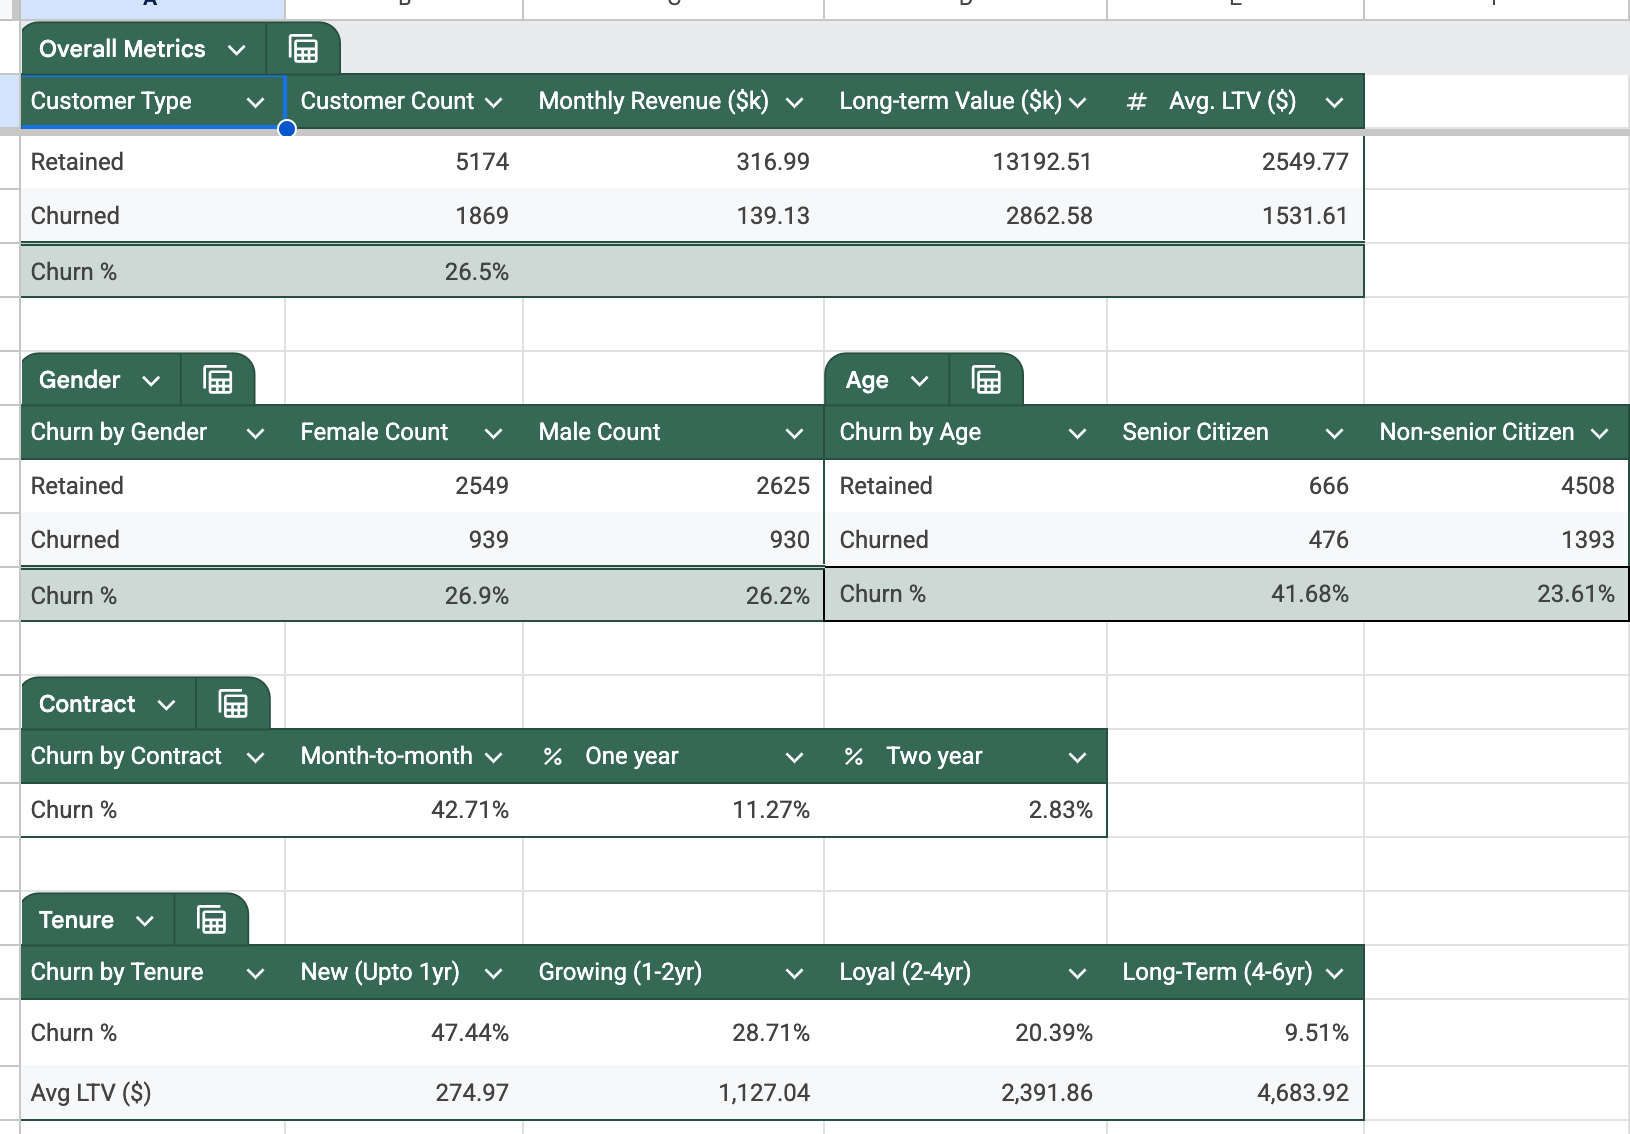 Overall Metrics
Customer Type Customer Count Monthly Revenue ($k) Long-term Value ($k) # Avg. LTV ($)
Retained 5174 316.99 13192.51 2549.77
Churned 1869 139.13 2862.58 1531.61
Churn % 26.5%
Gender Age
Churn by Gender Female Count Male Count Churn by Age Senior Citizen Non-senior Citizen
Retained 2549 2625 Retained 666 4508
Churned 939 930 Churned 476 1393
Churn % 26.9% 26.2% Churn % 41.68% 23.61%
Contract
Churn by Contract Month-to-month % One year % Two year
Churn % 42.71% 11.27% 2.83%
Tenure
Churn by Tenure New (Upto 1yr) Growing (1-2yr) Loyal (2-4yr) Long-Term (4-6yr)
Churn % 47.44% 28.71% 20.39% 9.51%
Avg LTV ($) 274.97 1,127.04 2,391.86 4,683.92